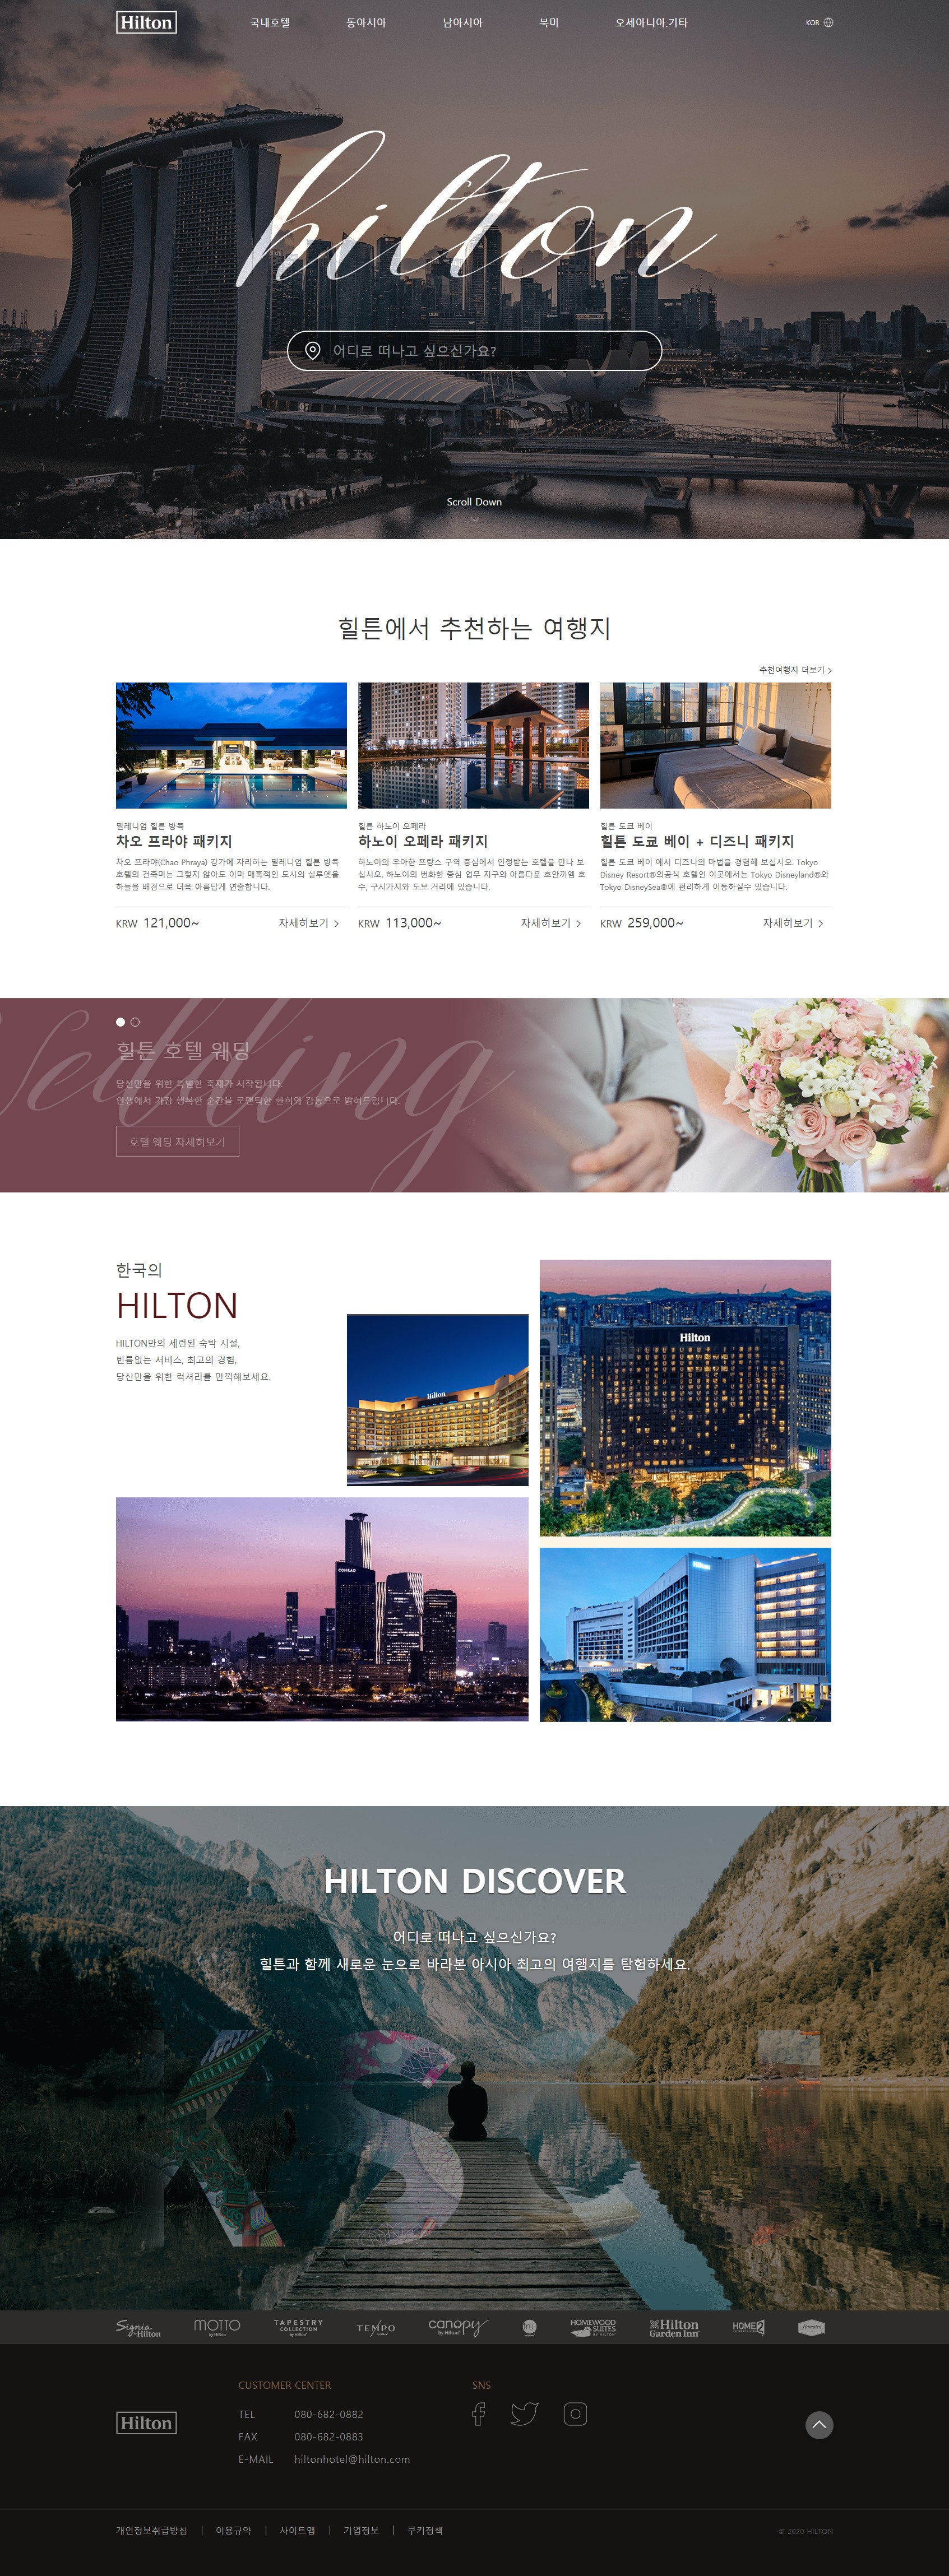 Hilton
국내호텔
동아시아
남아시아
북미
오세아니아.기타
KOR
hilton
어디로 떠나고 싶으신가요?
Scroll Down
힐튼에서 추천하는 여행지
추천여행지 더보기
밀레니엄 힐튼 방콕
차오 프라야 패키지
차오 프라야(Chao Phraya) 강가에 자리하는 밀레니엄 힐튼 방콕
호텔의 건축미는 그렇지 않아도 이미 매혹적인 도시의 실루엣을
하늘을 배경으로 더욱 아름답게 연출합니다.
KRW 121,000~
자세히보기
힐튼 하노이 오페라
하노이 오페라 패키지
하노이의 우아한 프랑스 구역 중심에서 인정받는 호텔을 만나 보
십시오. 하노이의 번화한 중심 업무 지구와 아름다운 호안끼엠 호
수, 구시가지와 도보 거리에 있습니다.
KRW 113,000~
자세히보기
힐튼 도쿄 베이
힐튼 도쿄 베이 + 디즈니 패키지
힐튼 도쿄 베이 에서 디즈니의 마법을 경험해 보십시오. Tokyo
Disney Resort®의공식 호텔인 이곳에서는 Tokyo Disneyland®와
Tokyo DisneySea®에 편리하게 이동하실수 있습니다.
KRW 259,000~
자세히보기
힐튼 호텔 웨딩
당신만을 위한 특별한 축제가 시작됩니다.
인생에서 가장 행복한 순간을 로맨틱한 환희와 감동으로 밝혀드립니다.
호텔 웨딩 자세히보기
한국의
HILTON
HILTON만의 세련된 숙박 시설,
빈틈없는 서비스, 최고의 경험,
당신만을 위한 럭셔리를 만끽해보세요.
Hilton
Hilton
CONRAD
Hilton
HILTON DISCOVER
어디로 떠나고 싶으신가요?
힐튼과 함께 새로운 눈으로 바라본 아시아 최고의 여행지를 탐험하세요.
Signia by Hilton
MOTTO by Hilton
TAPESTRY COLLECTION by Hilton
TEMPO
canopy by Hilton
tru
HOMEWOOD SUITES BY HILTON
Hilton Garden Inn
HOME2
Hampton
Hilton
CUSTOMER CENTER
TEL 080-682-0882
FAX 080-682-0883
E-MAIL hiltonhotel@hilton.com
SNS
개인정보취급방침 | 이용규약 | 사이트맵 | 기업정보 | 쿠키정책
© 2020 HILTON